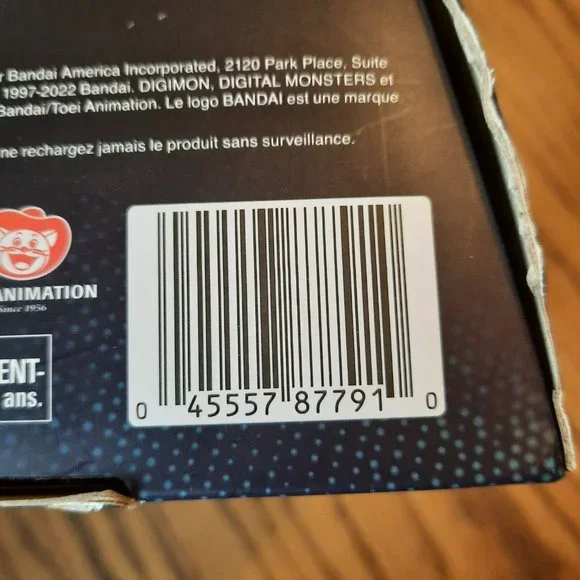 r Bandai America Incorporated, 2120 Park Place, Suite
1997-2022 Bandai. DIGIMON, DIGITAL MONSTERS et
Bandai/Toei Animation. Le logo BANDAI est une marque
ne rechargez jamais le produit sans surveillance.
ANIMATION
Since 1956
ENT-
ans.
0 45557 87791 0